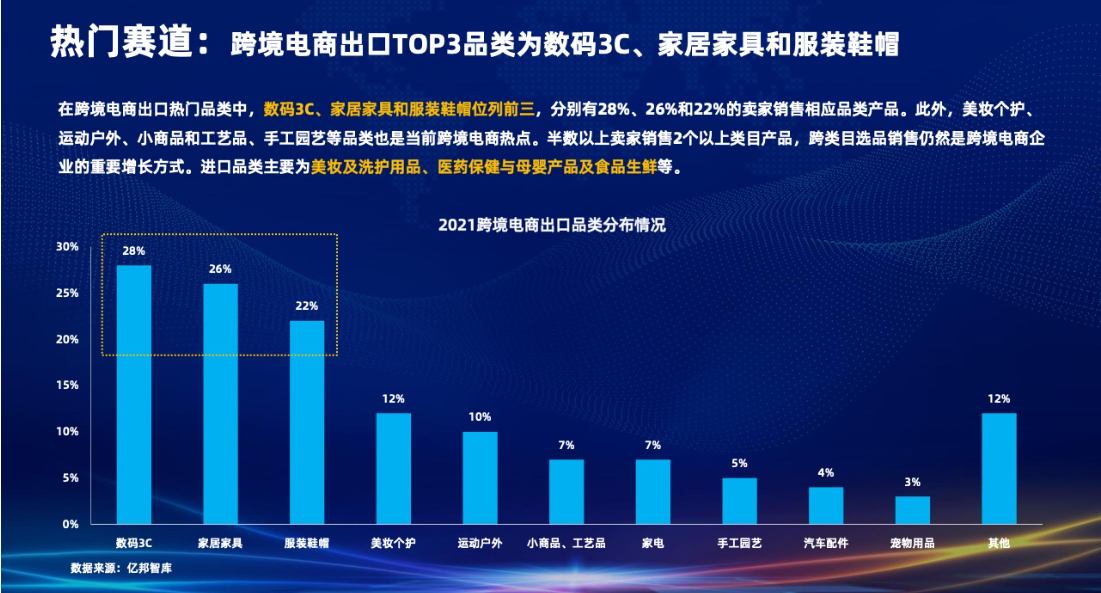 热门赛道：跨境电商出口TOP3品类为数码3C、家居家具和服装鞋帽
在跨境电商出口热门品类中，数码3C、家居家具和服装鞋帽位列前三，分别有28%、26%和22%的卖家销售相应品类产品。此外，美妆个护、
运动户外、小商品和工艺品、手工园艺等品类也是当前跨境电商热点。半数以上卖家销售2个以上类目产品，跨类目选品销售仍然是跨境电商企
业的重要增长方式。进口品类主要为美妆及洗护用品、医药保健与母婴产品及食品生鲜等。
2021跨境电商出口品类分布情况
30%
25%
20%
15%
10%
5%
0%
28%
26%
22%
12%
10%
7%
7%
5%
4%
3%
12%
数码3C
家居家具
服装鞋帽
美妆个护
运动户外
小商品、工艺品
家电
手工园艺
汽车配件
宠物用品
其他
数据来源：亿邦智库